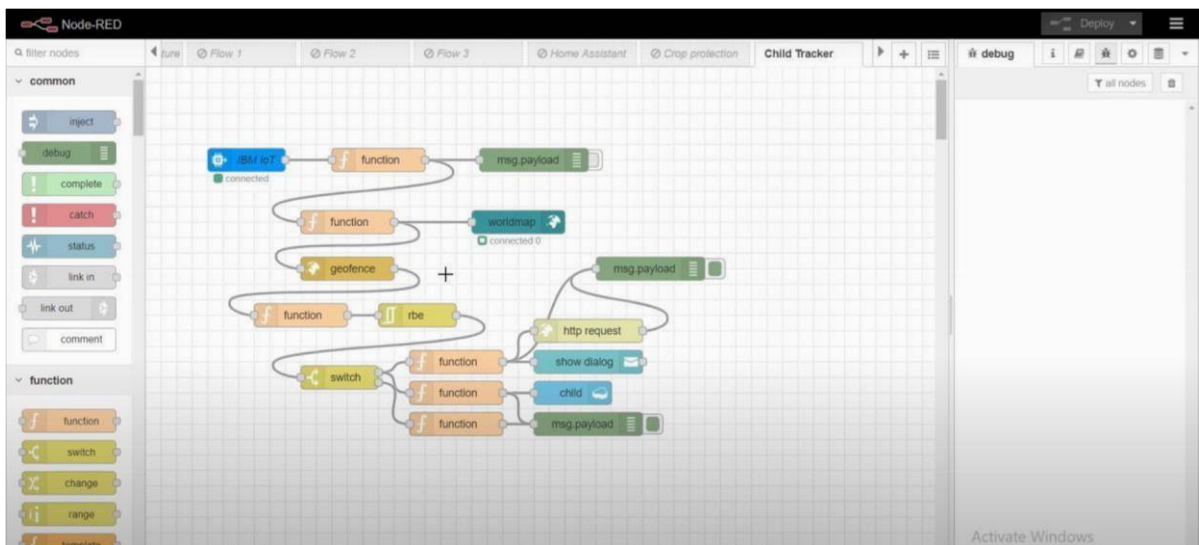 Node-RED
Deploy
filter nodes
ture
Flow 1
Flow 2
Flow 3
Home Assistant
Crop protection
Child Tracker
debug
i
all nodes
common
inject
debug
complete
catch
status
link in
link out
comment
function
function
switch
change
range
template
IBM IoT
connected
function
msg.payload
function
worldmap
connected 0
geofence
msg.payload
function
rbe
http request
switch
function
show dialog
function
child
function
msg.payload
Activate Windows